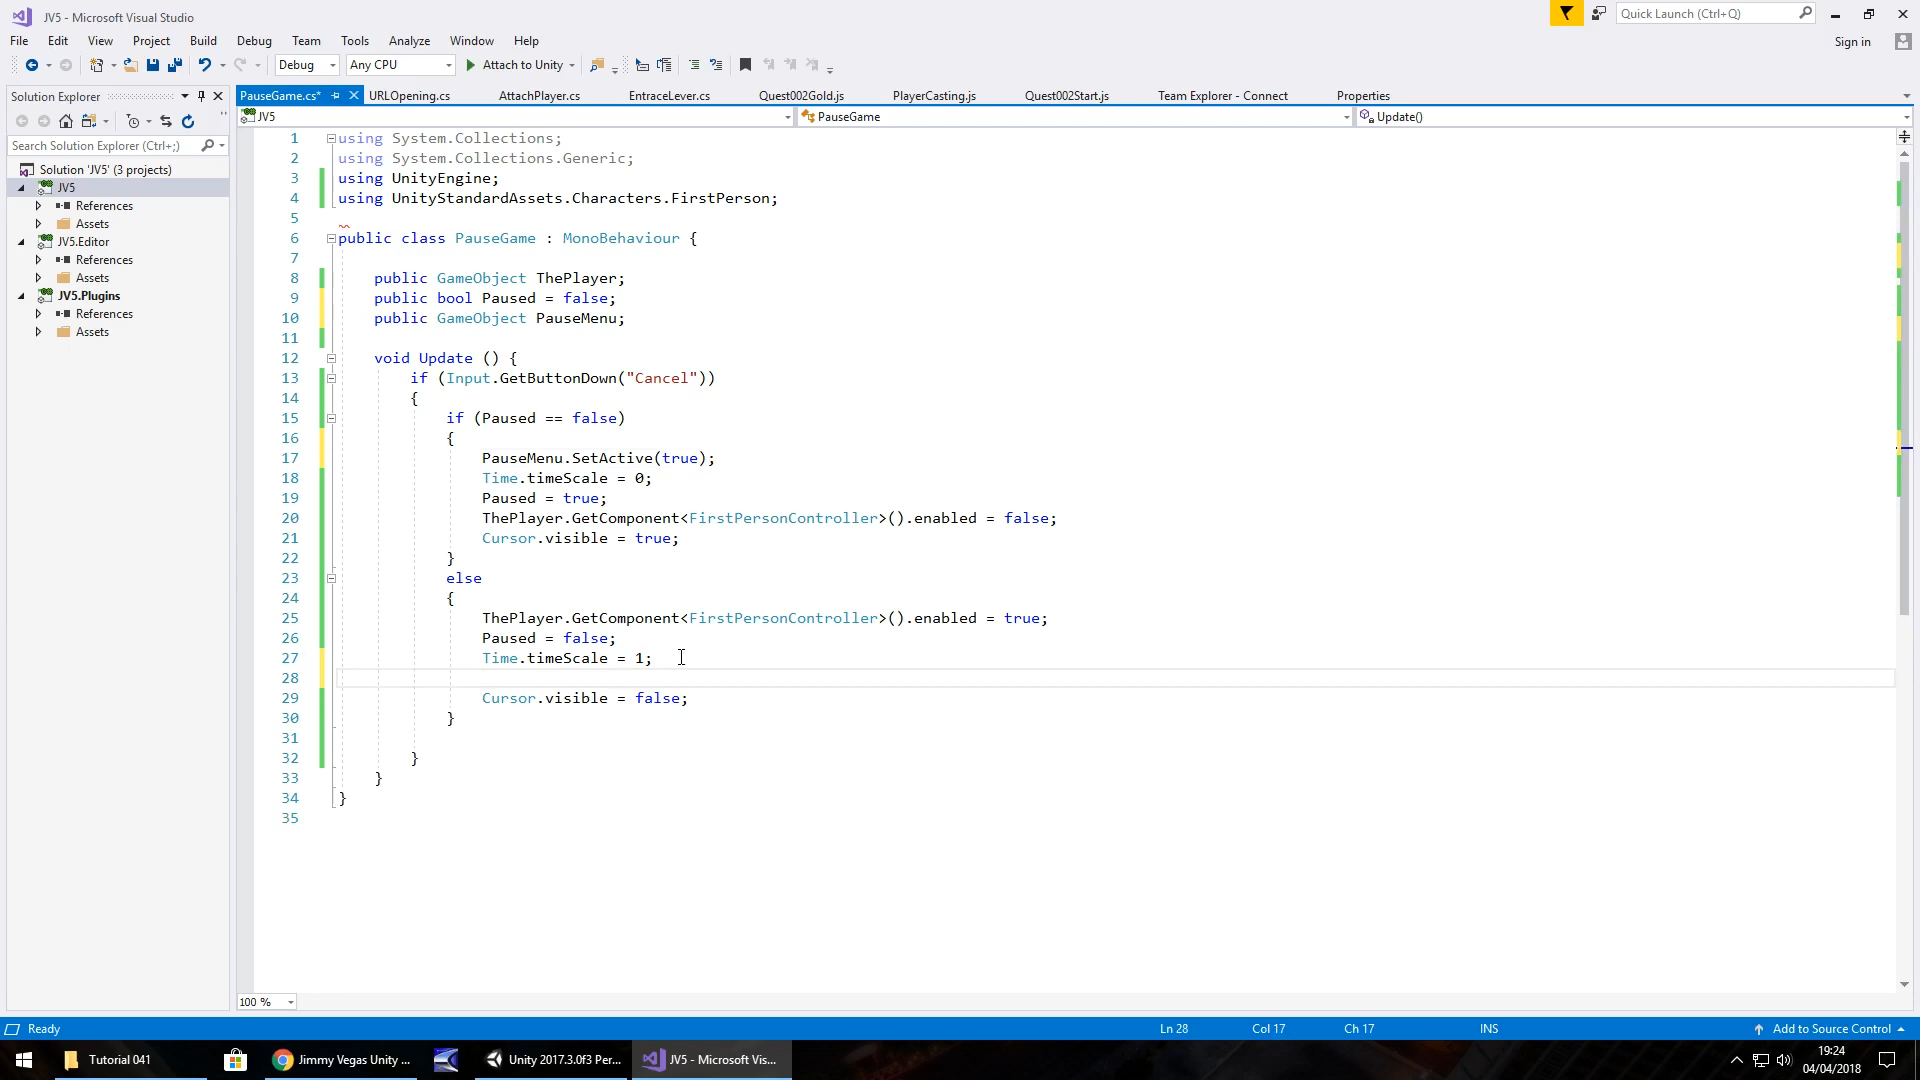 JV5 - Microsoft Visual Studio
Quick Launch (Ctrl+Q)
File Edit View Project Build Debug Team Tools Analyze Window Help
Sign in
Debug Any CPU Attach to Unity
Solution Explorer
PauseGame.cs* URLOpening.cs AttachPlayer.cs EntraceLever.cs Quest002Gold.js PlayerCasting.js Quest002Start.js Team Explorer - Connect Properties
JV5 PauseGame Update()
Search Solution Explorer (Ctrl+;)
Solution 'JV5' (3 projects)
JV5
References
Assets
JV5.Editor
References
Assets
JV5.Plugins
References
Assets
1 using System.Collections;
2 using System.Collections.Generic;
3 using UnityEngine;
4 using UnityStandardAssets.Characters.FirstPerson;
5
6 public class PauseGame : MonoBehaviour {
7
8 public GameObject ThePlayer;
9 public bool Paused = false;
10 public GameObject PauseMenu;
11
12 void Update () {
13 if (Input.GetButtonDown("Cancel"))
14 {
15 if (Paused == false)
16 {
17 PauseMenu.SetActive(true);
18 Time.timeScale = 0;
19 Paused = true;
20 ThePlayer.GetComponent<FirstPersonController>().enabled = false;
21 Cursor.visible = true;
22 }
23 else
24 {
25 ThePlayer.GetComponent<FirstPersonController>().enabled = true;
26 Paused = false;
27 Time.timeScale = 1;
28
29 Cursor.visible = false;
30 }
31
32 }
33 }
34 }
35
100 %
Ready Ln 28 Col 17 Ch 17 INS Add to Source Control
Tutorial 041 Jimmy Vegas Unity ... Unity 2017.3.0f3 Per... JV5 - Microsoft Vis...
19:24
04/04/2018